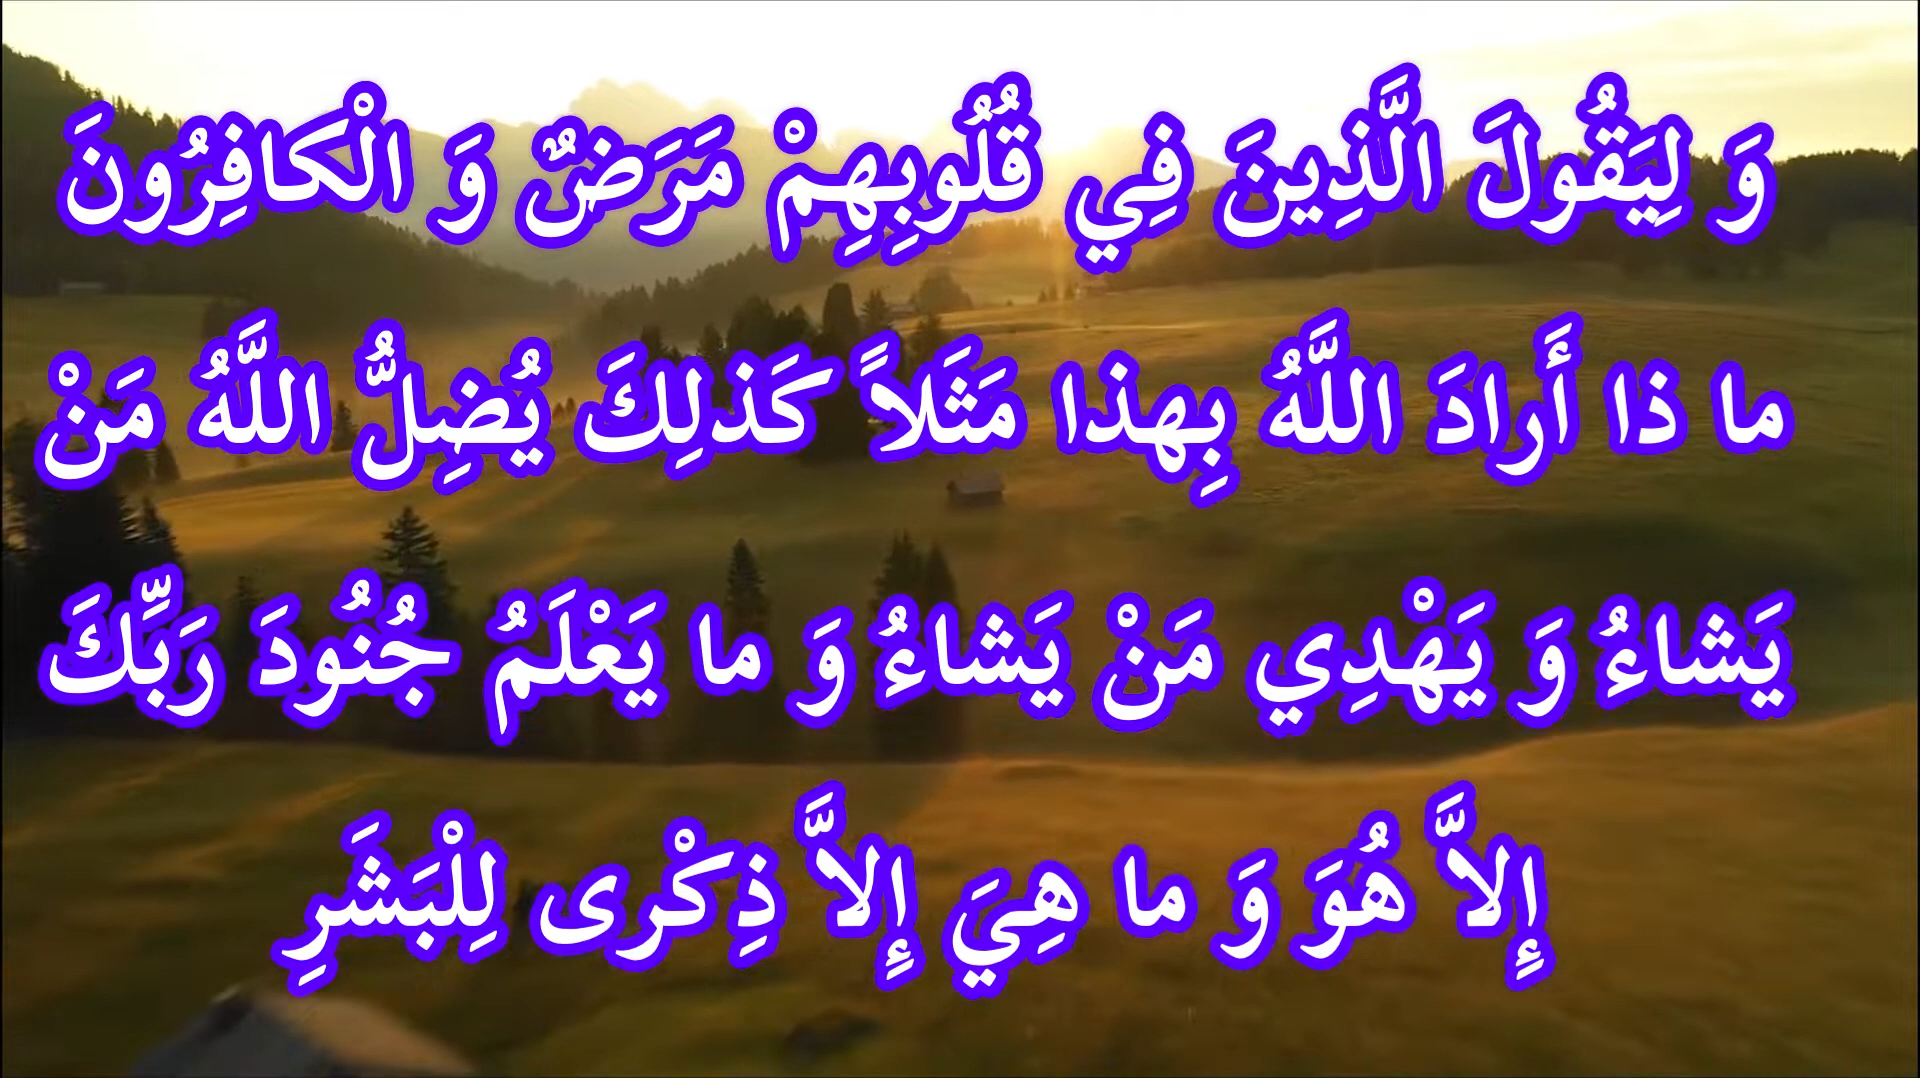 وَ لِيَقُولَ الَّذِينَ فِي قُلُوبِهِمْ مَرَضٌ وَ الْكافِرُونَ
ما ذا أَرادَ اللَّهُ بِهذا مَثَلاً كَذلِكَ يُضِلُّ اللَّهُ مَنْ
يَشاءُ وَ يَهْدِي مَنْ يَشاءُ وَ ما يَعْلَمُ جُنُودَ رَبِّكَ
إِلاَّ هُوَ وَ ما هِيَ إِلاَّ ذِكْرى لِلْبَشَرِ